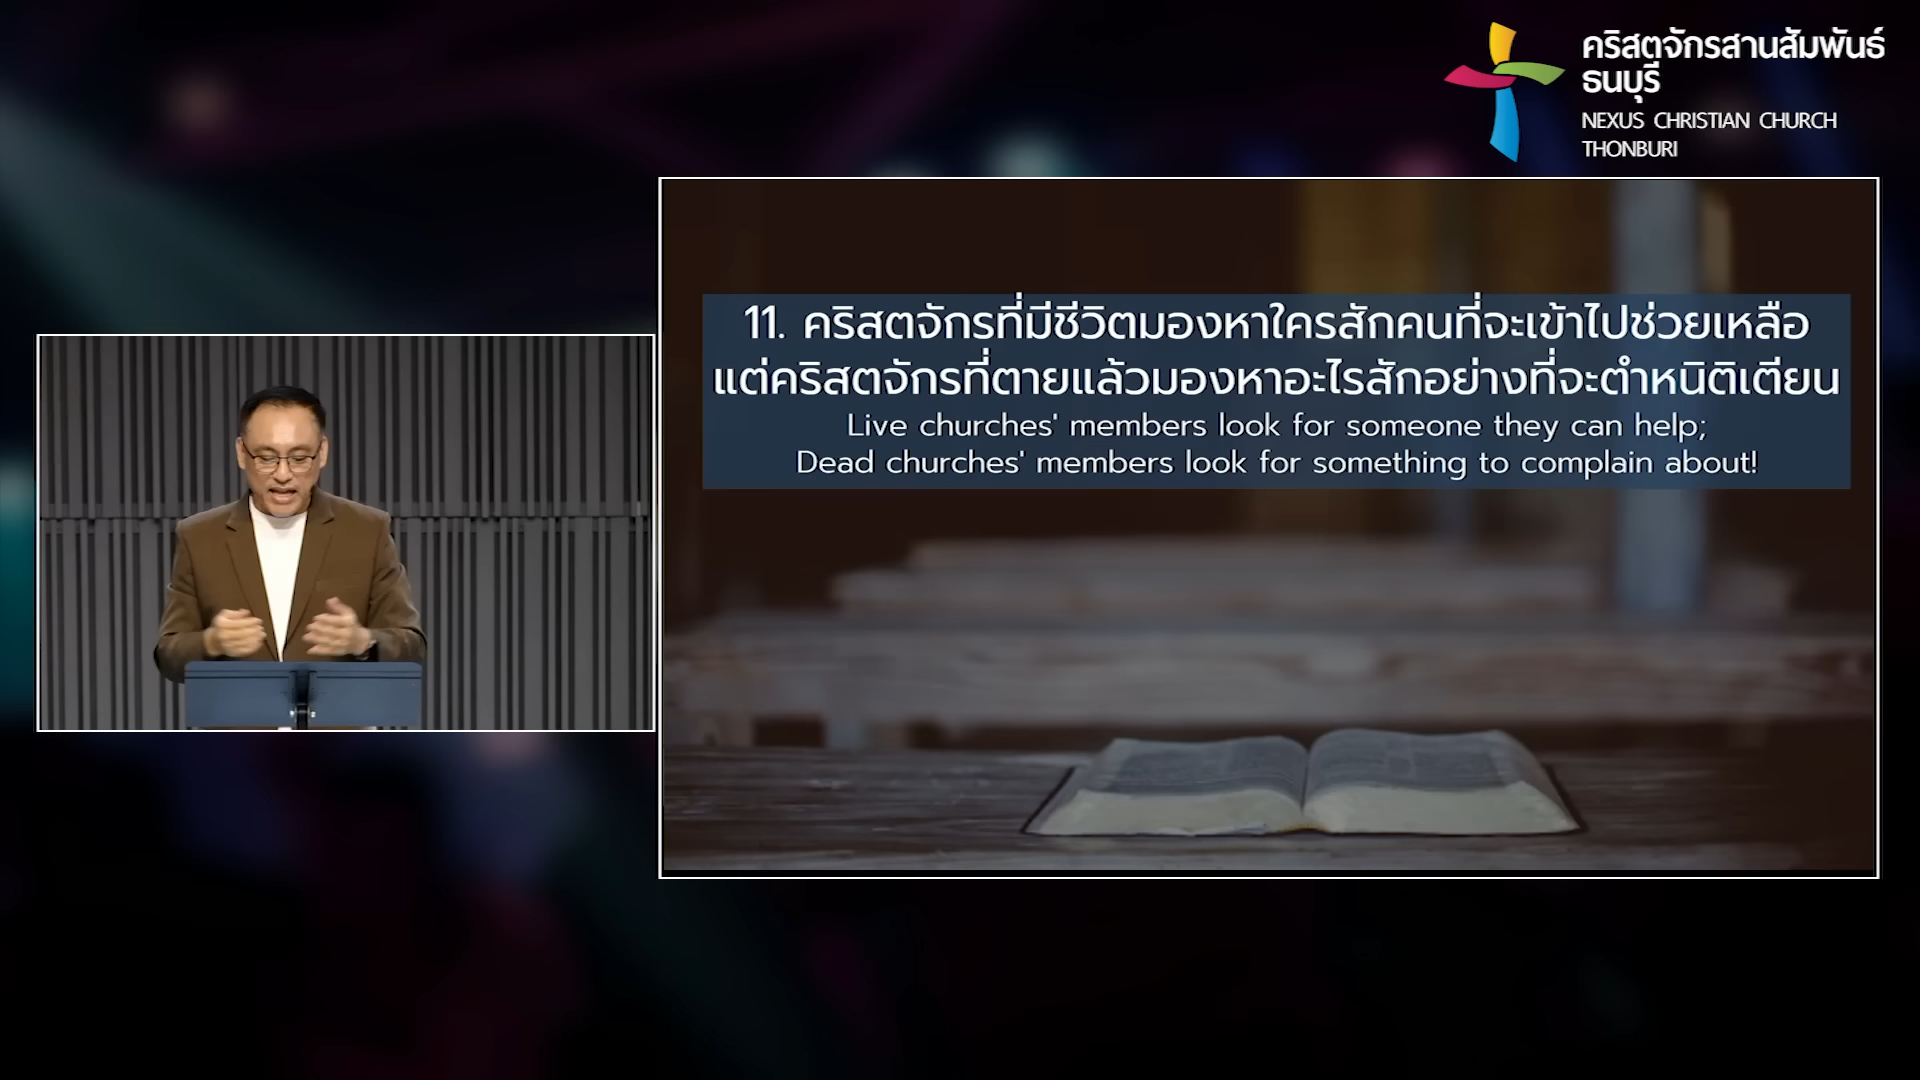 คริสตจักรสานสัมพันธ์
ธนบุรี
NEXUS CHRISTIAN CHURCH
THONBURI
11. คริสตจักรที่มีชีวิตมองหาใครสักคนที่จะเข้าไปช่วยเหลือ
แต่คริสตจักรที่ตายแล้วมองหาอะไรสักอย่างที่จะตำหนิติเตียน
Live churches' members look for someone they can help;
Dead churches' members look for something to complain about!